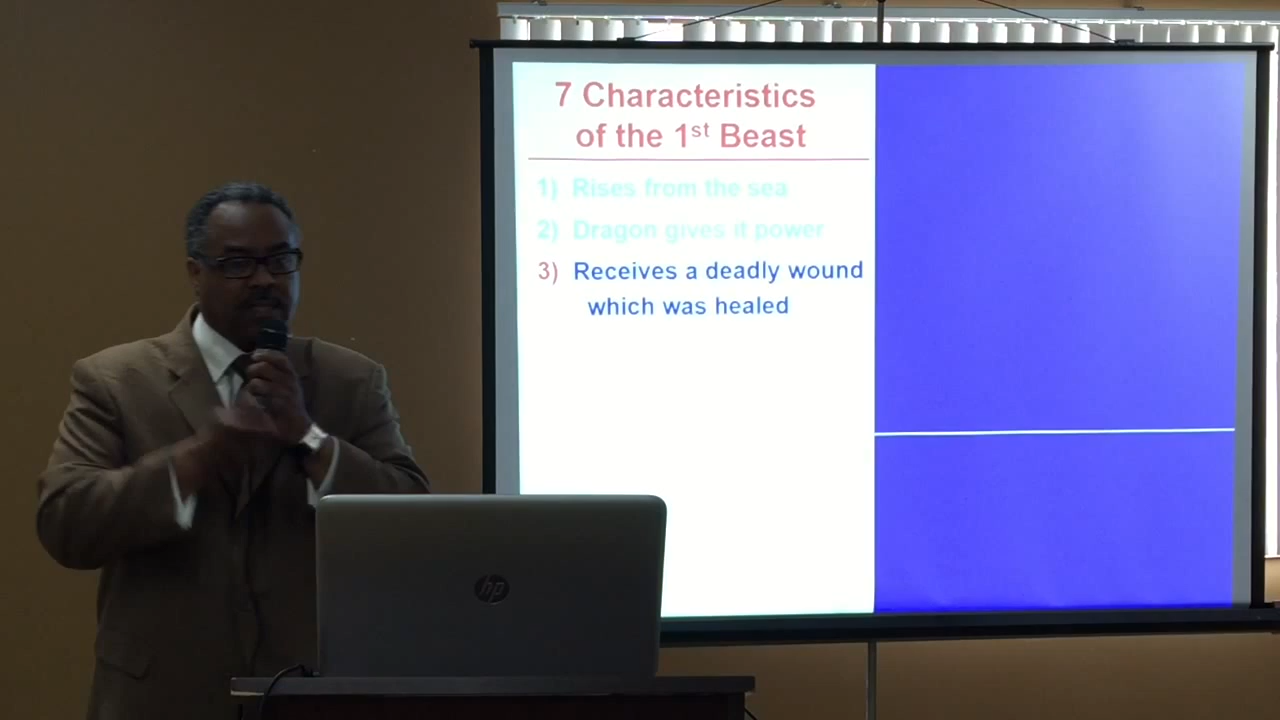 7 Characteristics
of the 1st Beast
1) Rises from the sea
2) Dragon gives it power
3) Receives a deadly wound
which was healed
hp